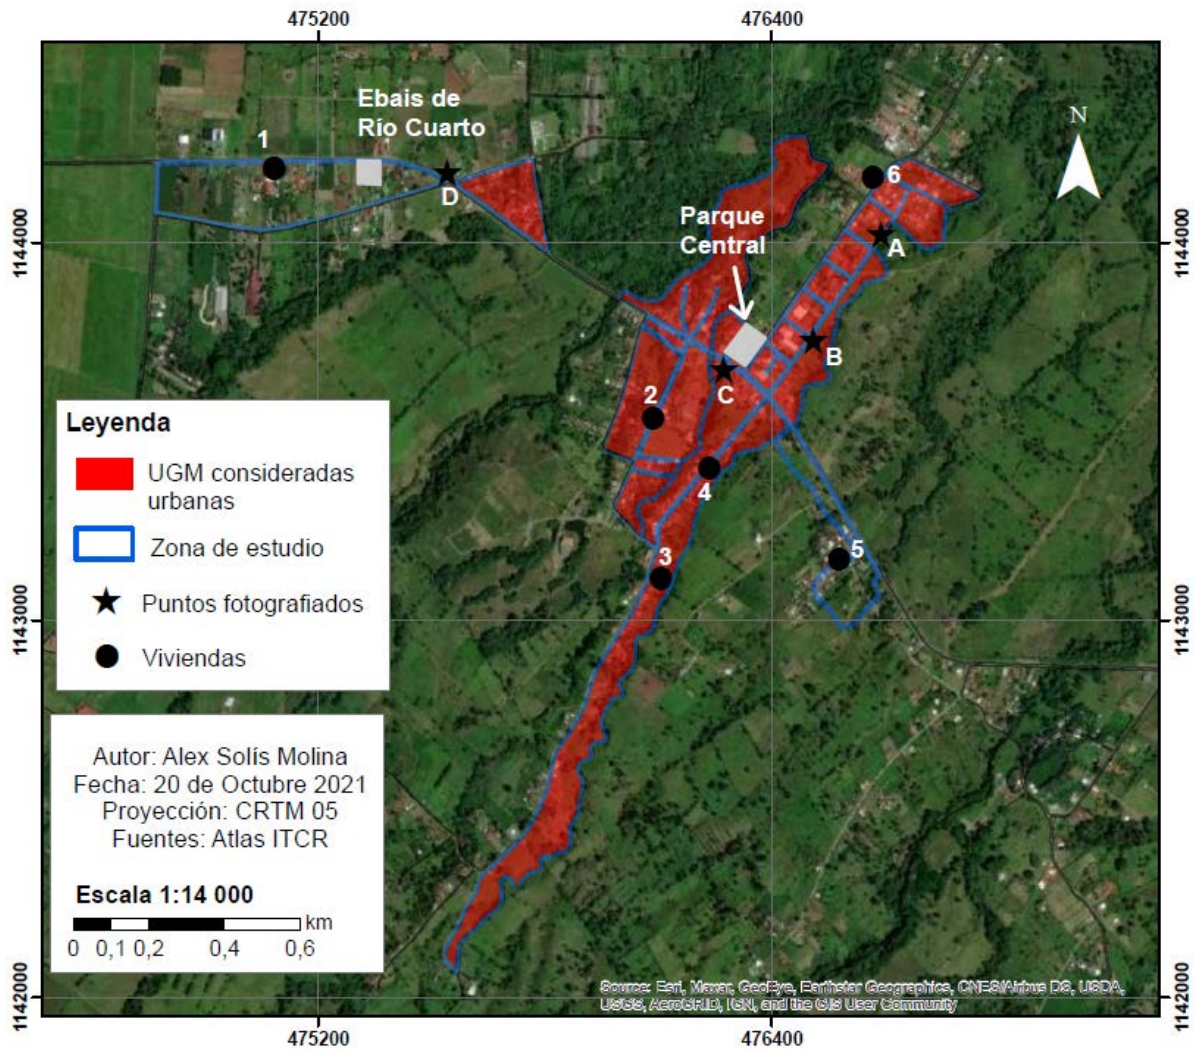 475200
476400
Ebais de
Río Cuarto
1
D
6
Parque
Central
A
1144000
1144000
B
C
2
4
5
3
Leyenda
UGM consideradas
urbanas
Zona de estudio
Puntos fotografiados
Viviendas
N
1143000
1143000
Autor: Alex Solís Molina
Fecha: 20 de Octubre 2021
Proyección: CRTM 05
Fuentes: Atlas ITCR
Escala 1:14 000
km
0 0,1 0,2 0,4 0,6
Source: Esri, Maxar, GeoEye, Earthstar Geographics, CNES/Airbus DS, USDA,
USGS, AeroGRID, IGN, and the GIS User Community
1142000
1142000
475200
476400